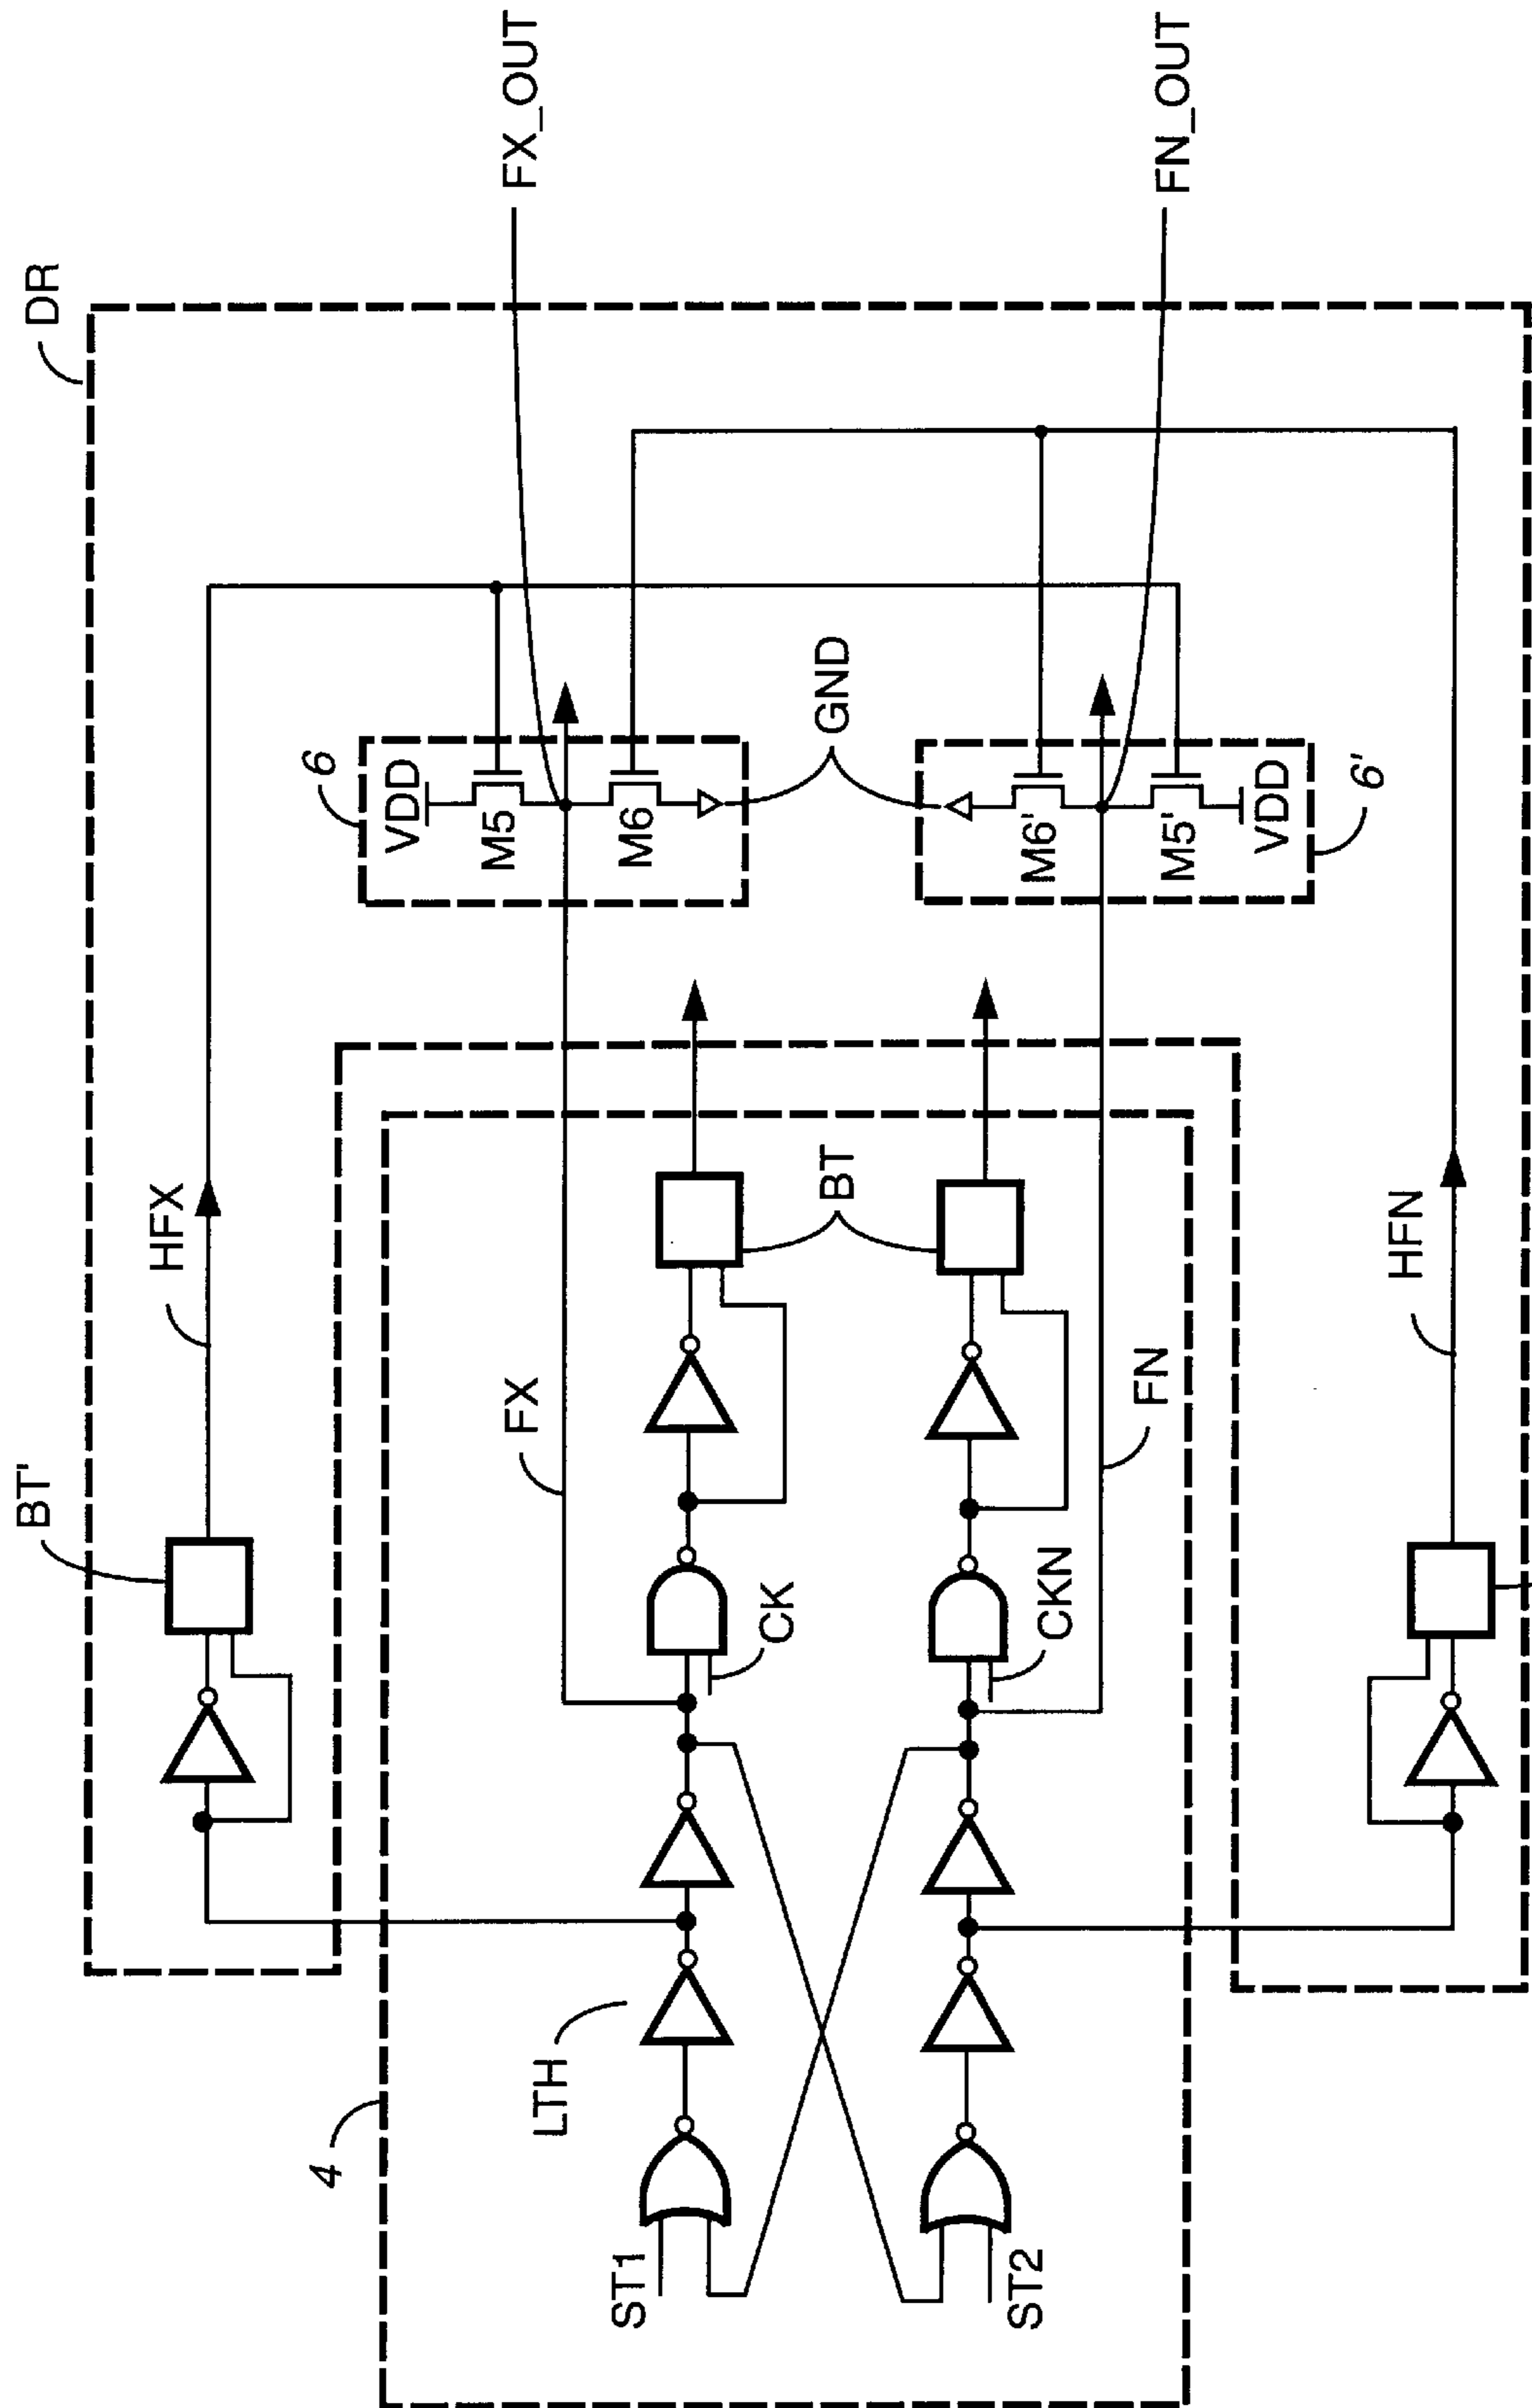 DR
FX_OUT
FN_OUT
6
VDD
M5
M6
GND
M6'
M5'
VDD
6'
HFX
HFN
BT'
FX
BT
FN
CK
CKN
LTH
4
ST1
ST2